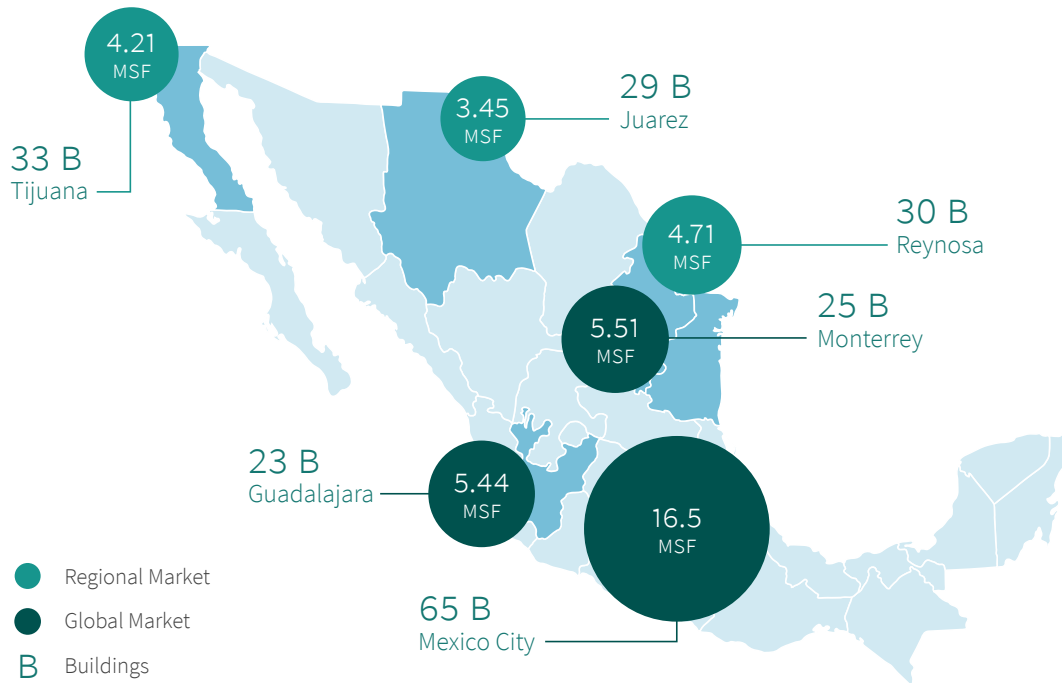 4.21
MSF
33 B
Tijuana
3.45
MSF
29 B
Juarez
4.71
MSF
30 B
Reynosa
5.51
MSF
25 B
Monterrey
23 B
Guadalajara
5.44
MSF
16.5
MSF
65 B
Mexico City
Regional Market
Global Market
B Buildings